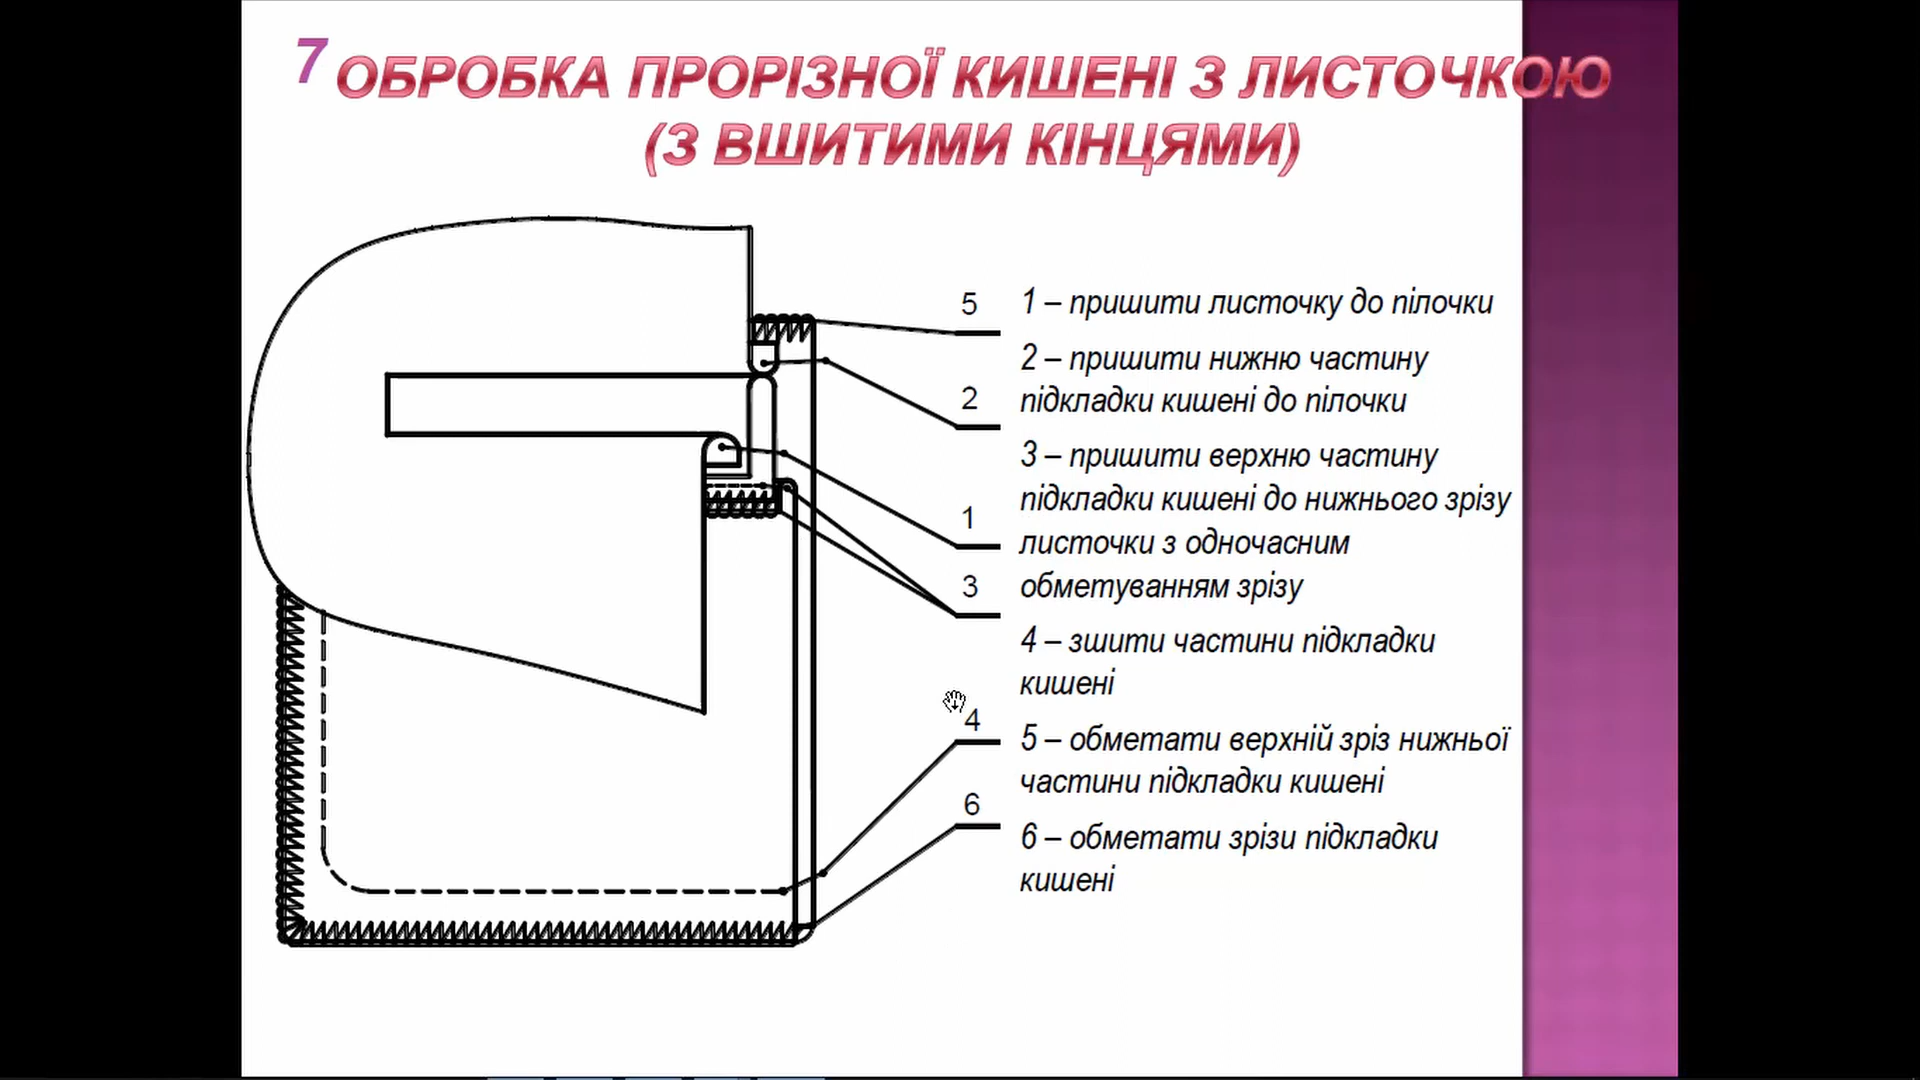 7 ОБРОБКА ПРОРІЗНОЇ КИШЕНІ З ЛИСТОЧКОЮ
(З ВШИТИМИ КІНЦЯМИ)
5
2
1
3
4
6
1 – пришити листочку до пілочки
2 – пришити нижню частину
підкладки кишені до пілочки
3 – пришити верхню частину
підкладки кишені до нижнього зрізу
листочки з одночасним
обметуванням зрізу
4 – зшити частини підкладки
кишені
5 – обметати верхній зріз нижньої
частини підкладки кишені
6 – обметати зрізи підкладки
кишені